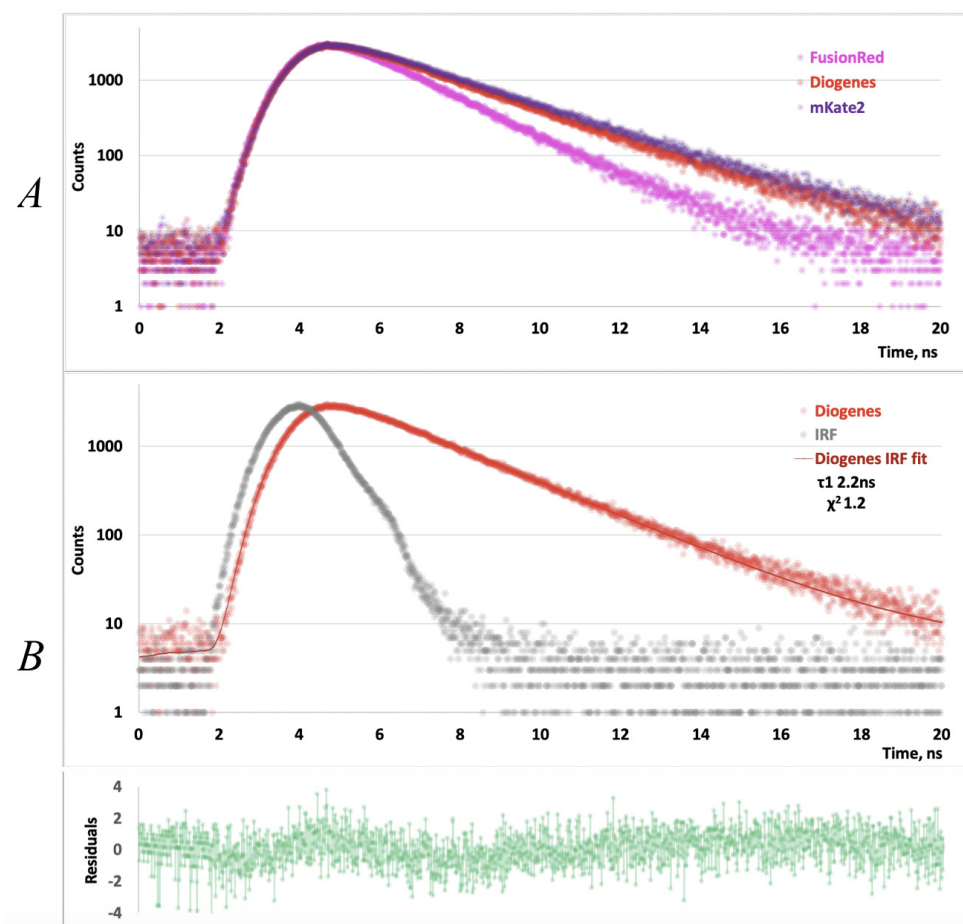 A
Counts
1000
100
10
1
0 2 4 6 8 10 12 14 16 18 20
Time, ns
FusionRed
Diogenes
mKate2
B
Counts
1000
100
10
1
0 2 4 6 8 10 12 14 16 18 20
Time, ns
Diogenes
IRF
Diogenes IRF fit
τ1 2.2ns
χ² 1.2
Residuals
4
2
0
-2
-4